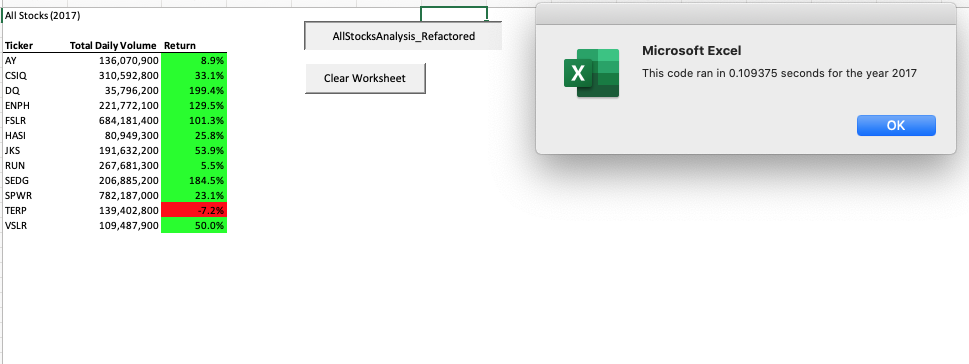 All Stocks (2017)
AllStocksAnalysis_Refactored
Clear Worksheet
Ticker Total Daily Volume Return
AY 136,070,900 8.9%
CSIQ 310,592,800 33.1%
DQ 35,796,200 199.4%
ENPH 221,772,100 129.5%
FSLR 684,181,400 101.3%
HASI 80,949,300 25.8%
JKS 191,632,200 53.9%
RUN 267,681,300 5.5%
SEDG 206,885,200 184.5%
SPWR 782,187,000 23.1%
TERP 139,402,800 -7.2%
VSLR 109,487,900 50.0%
X
Microsoft Excel
This code ran in 0.109375 seconds for the year 2017
OK